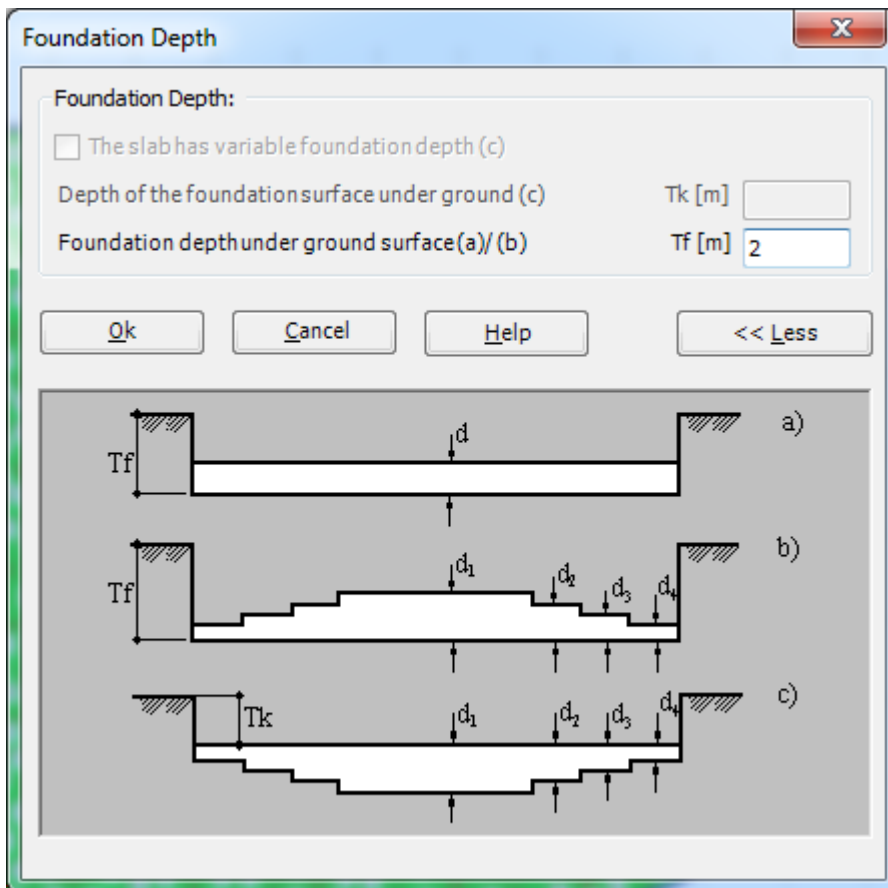 Foundation Depth
Foundation Depth:
The slab has variable foundation depth (c)
Depth of the foundation surface under ground (c) Tk [m]
Foundation depth under ground surface (a)/ (b) Tf [m] 2
Ok Cancel Help << Less
d a)
Tf
b)
d₁ d₂ d₃ d₄
Tf
c)
Tk d₁ d₂ d₃ d₄